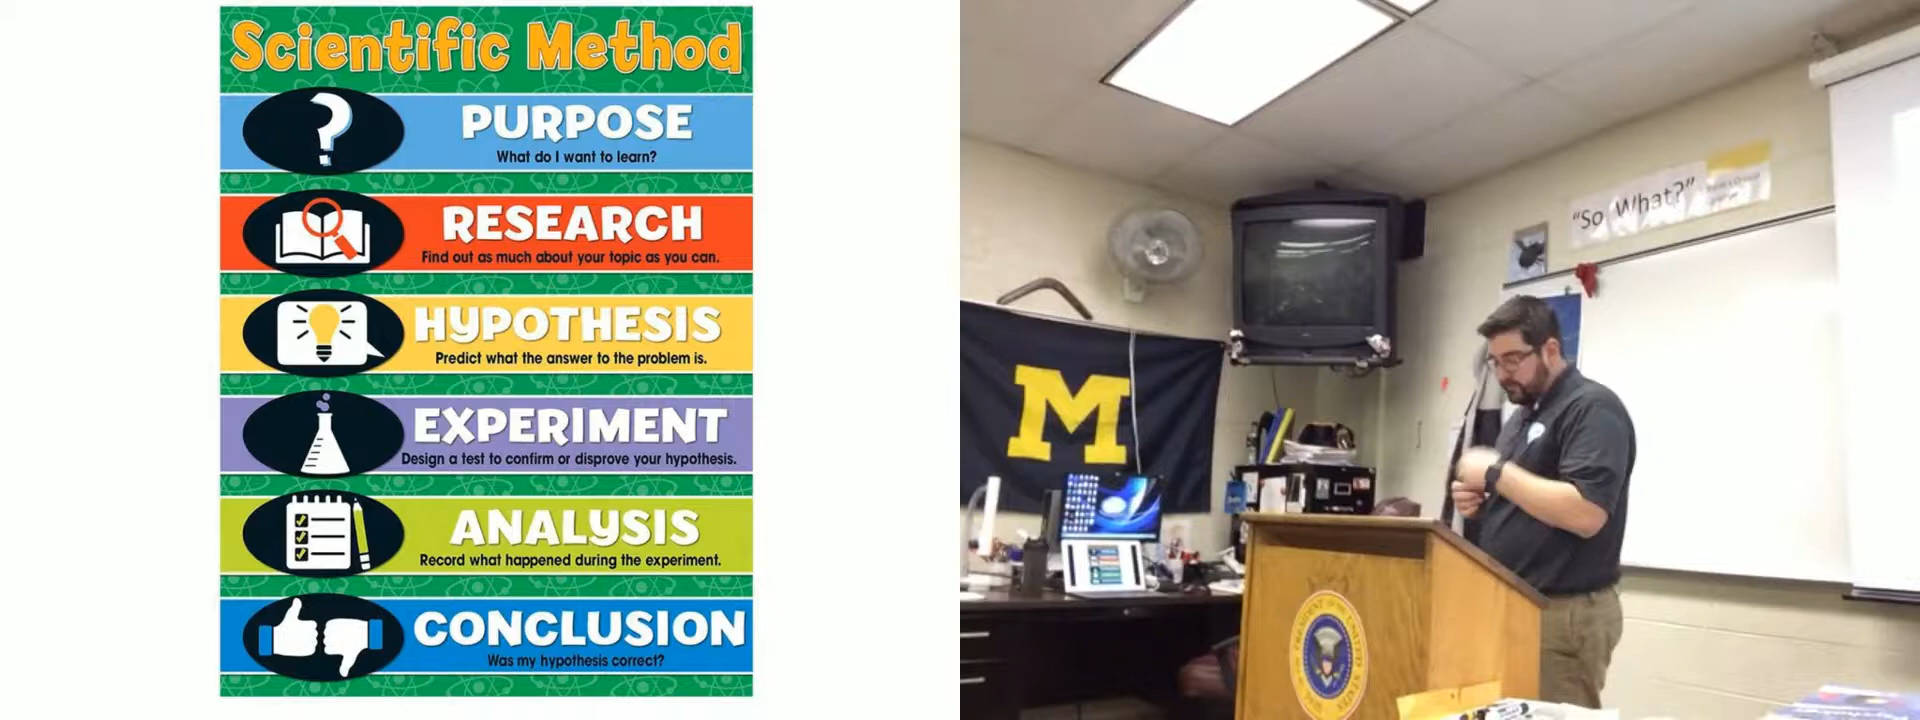 Scientific Method
PURPOSE
What do I want to learn?
RESEARCH
Find out as much about your topic as you can.
HYPOTHESIS
Predict what the answer to the problem is.
EXPERIMENT
Design a test to confirm or disprove your hypothesis.
ANALYSIS
Record what happened during the experiment.
CONCLUSION
Was my hypothesis correct?
"So What?"
M